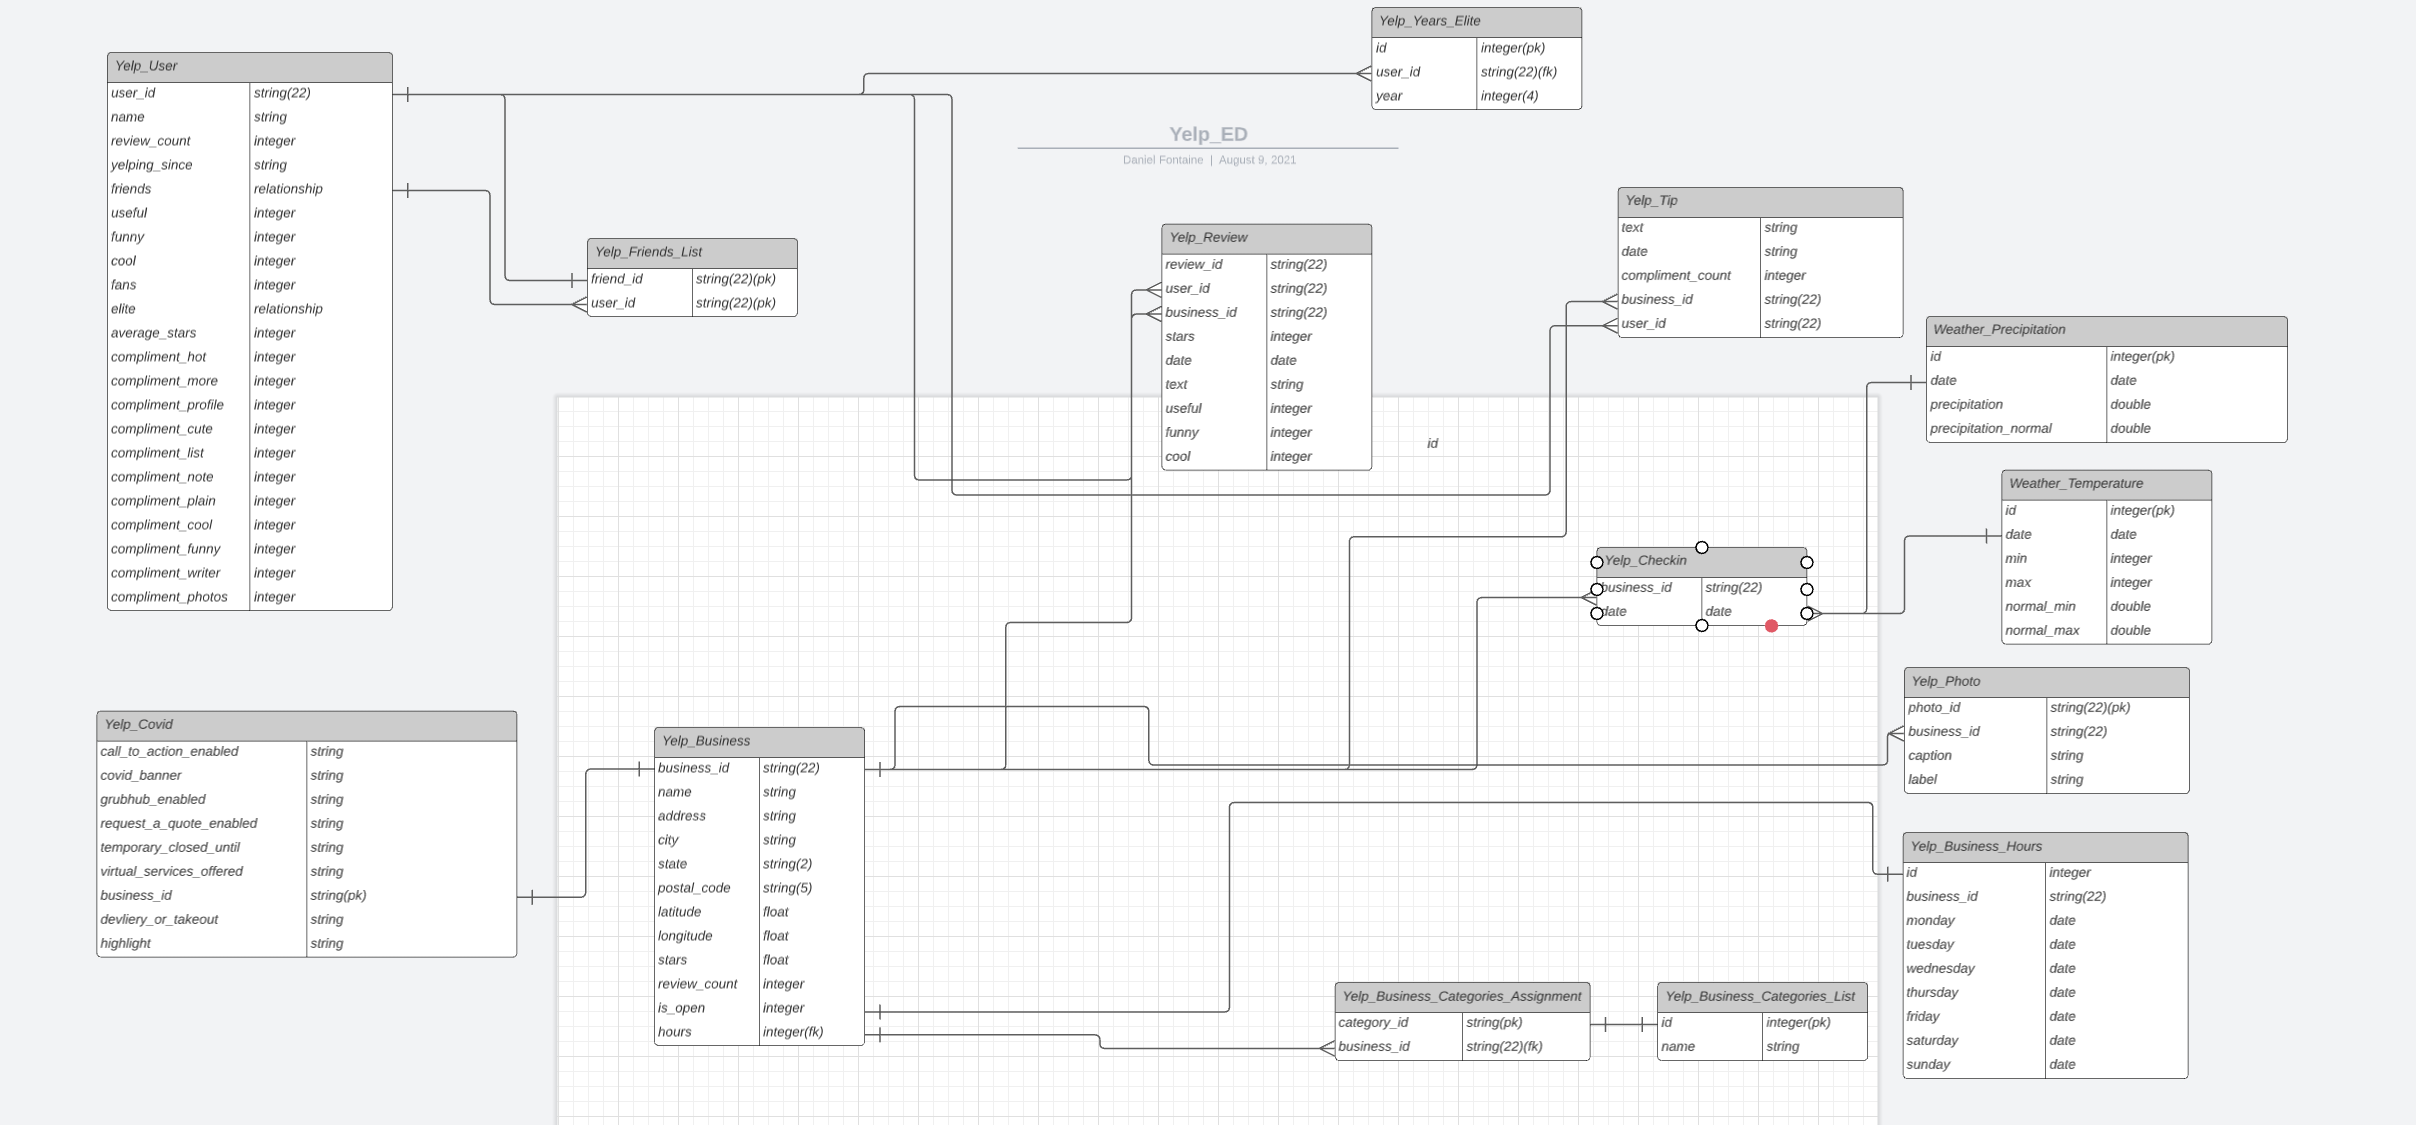 Yelp_Years_Elite
id integer(pk)
user_id string(22)(fk)
year integer(4)
Yelp_User
user_id string(22)
name string
review_count integer
yelping_since string
friends relationship
useful integer
funny integer
cool integer
fans integer
elite relationship
average_stars integer
compliment_hot integer
compliment_more integer
compliment_profile integer
compliment_cute integer
compliment_list integer
compliment_note integer
compliment_plain integer
compliment_cool integer
compliment_funny integer
compliment_writer integer
compliment_photos integer
Yelp_ED
Daniel Fontaine | August 9, 2021
Yelp_Friends_List
friend_id string(22)(pk)
user_id string(22)(pk)
Yelp_Review
review_id string(22)
user_id string(22)
business_id string(22)
stars integer
date date
text string
useful integer
funny integer
cool integer
id
Yelp_Tip
text string
date string
compliment_count integer
business_id string(22)
user_id string(22)
Weather_Precipitation
id integer(pk)
date date
precipitation double
precipitation_normal double
Weather_Temperature
id integer(pk)
date date
min integer
max integer
normal_min double
normal_max double
Yelp_Checkin
business_id string(22)
date date
Yelp_Photo
photo_id string(22)(pk)
business_id string(22)
caption string
label string
Yelp_Covid
call_to_action_enabled string
covid_banner string
grubhub_enabled string
request_a_quote_enabled string
temporary_closed_until string
virtual_services_offered string
business_id string(pk)
devliery_or_takeout string
highlight string
Yelp_Business
business_id string(22)
name string
address string
city string
state string(2)
postal_code string(5)
latitude float
longitude float
stars float
review_count integer
is_open integer
hours integer(fk)
Yelp_Business_Hours
id integer
business_id string(22)
monday date
tuesday date
wednesday date
thursday date
friday date
saturday date
sunday date
Yelp_Business_Categories_Assignment
category_id string(pk)
business_id string(22)(fk)
Yelp_Business_Categories_List
id integer(pk)
name string